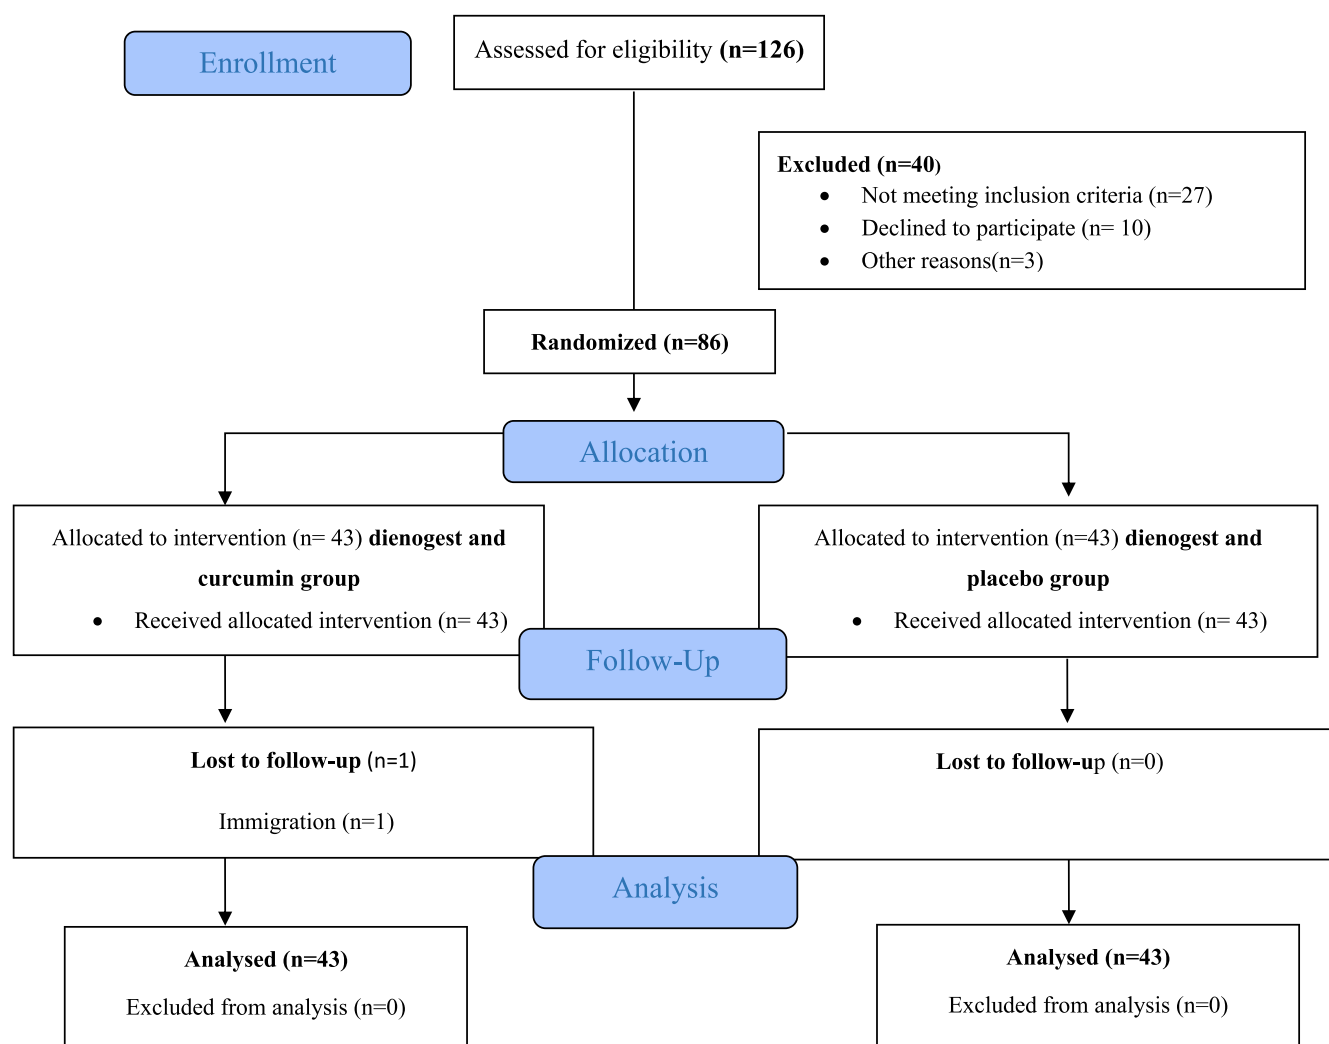 Enrollment
Assessed for eligibility (n=126)
Excluded (n=40)
• Not meeting inclusion criteria (n=27)
• Declined to participate (n= 10)
• Other reasons(n=3)
Randomized (n=86)
Allocation
Allocated to intervention (n= 43) dienogest and
curcumin group
• Received allocated intervention (n= 43)
Allocated to intervention (n=43) dienogest and
placebo group
• Received allocated intervention (n= 43)
Follow-Up
Lost to follow-up (n=1)
Immigration (n=1)
Lost to follow-up (n=0)
Analysis
Analysed (n=43)
Excluded from analysis (n=0)
Analysed (n=43)
Excluded from analysis (n=0)